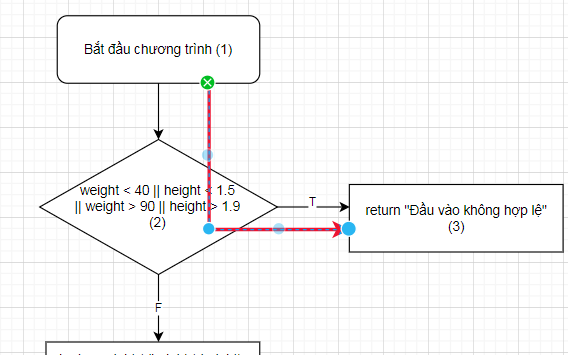 Bắt đầu chương trình (1)
weight < 40 || height < 1.5
|| weight > 90 || height > 1.9
(2)
T
return "Đầu vào không hợp lệ"
(3)
F